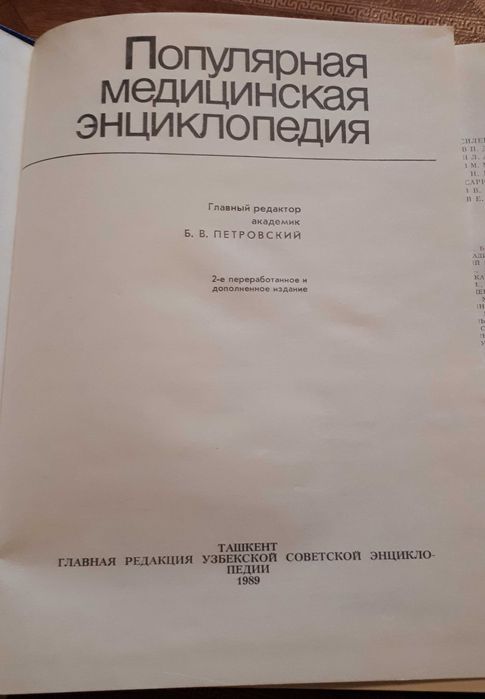 Популярная
медицинская
энциклопедия
Главный редактор
академик
Б. В. ПЕТРОВСКИЙ
2-е переработанное и
дополненное издание
ТАШКЕНТ
ГЛАВНАЯ РЕДАКЦИЯ УЗБЕКСКОЙ СОВЕТСКОЙ ЭНЦИКЛО-
ПЕДИИ
1989